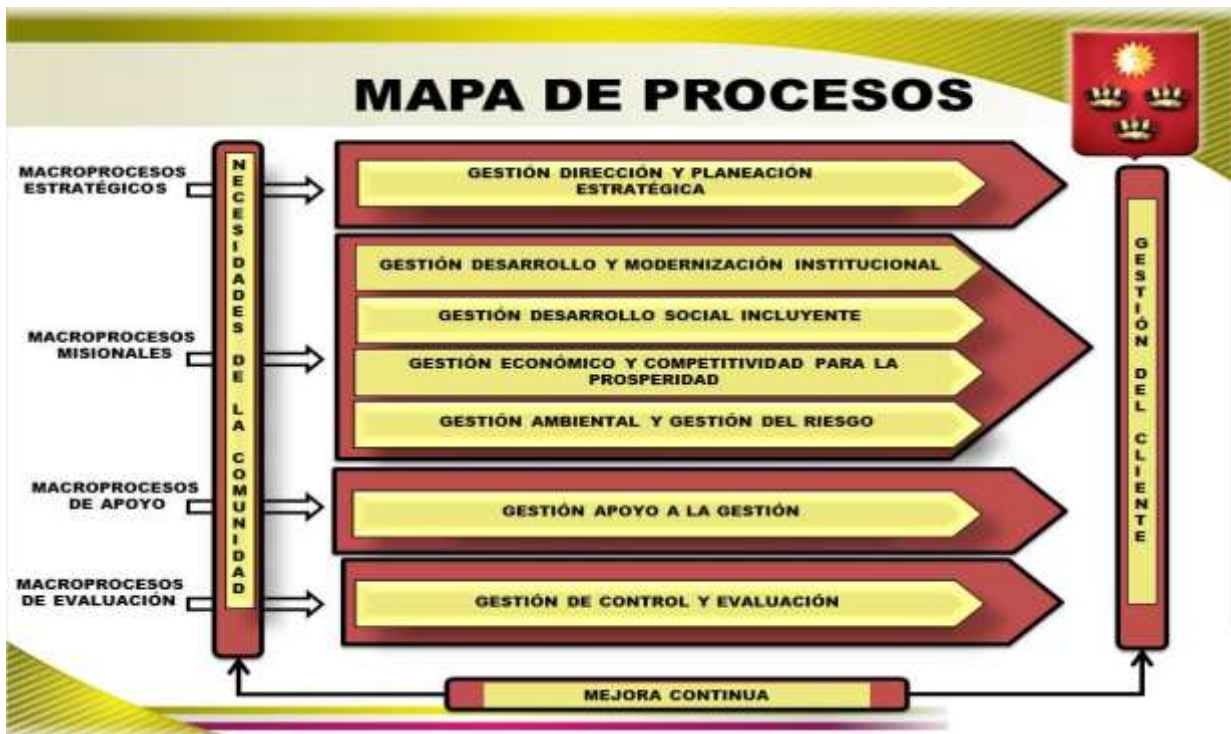 MAPA DE PROCESOS
MACROPROCESOS
ESTRATÉGICOS
NECESIDADES DE LA COMUNIDAD
GESTIÓN DIRECCIÓN Y PLANEACIÓN
ESTRATÉGICA
MACROPROCESOS
MISIONALES
GESTIÓN DESARROLLO Y MODERNIZACIÓN INSTITUCIONAL
GESTIÓN DESARROLLO SOCIAL INCLUYENTE
GESTIÓN ECONÓMICO Y COMPETITIVIDAD PARA LA
PROSPERIDAD
GESTIÓN AMBIENTAL Y GESTIÓN DEL RIESGO
MACROPROCESOS
DE APOYO
GESTIÓN APOYO A LA GESTIÓN
MACROPROCESOS
DE EVALUACIÓN
GESTIÓN DE CONTROL Y EVALUACIÓN
GESTIÓN DEL CLIENTE
MEJORA CONTINUA